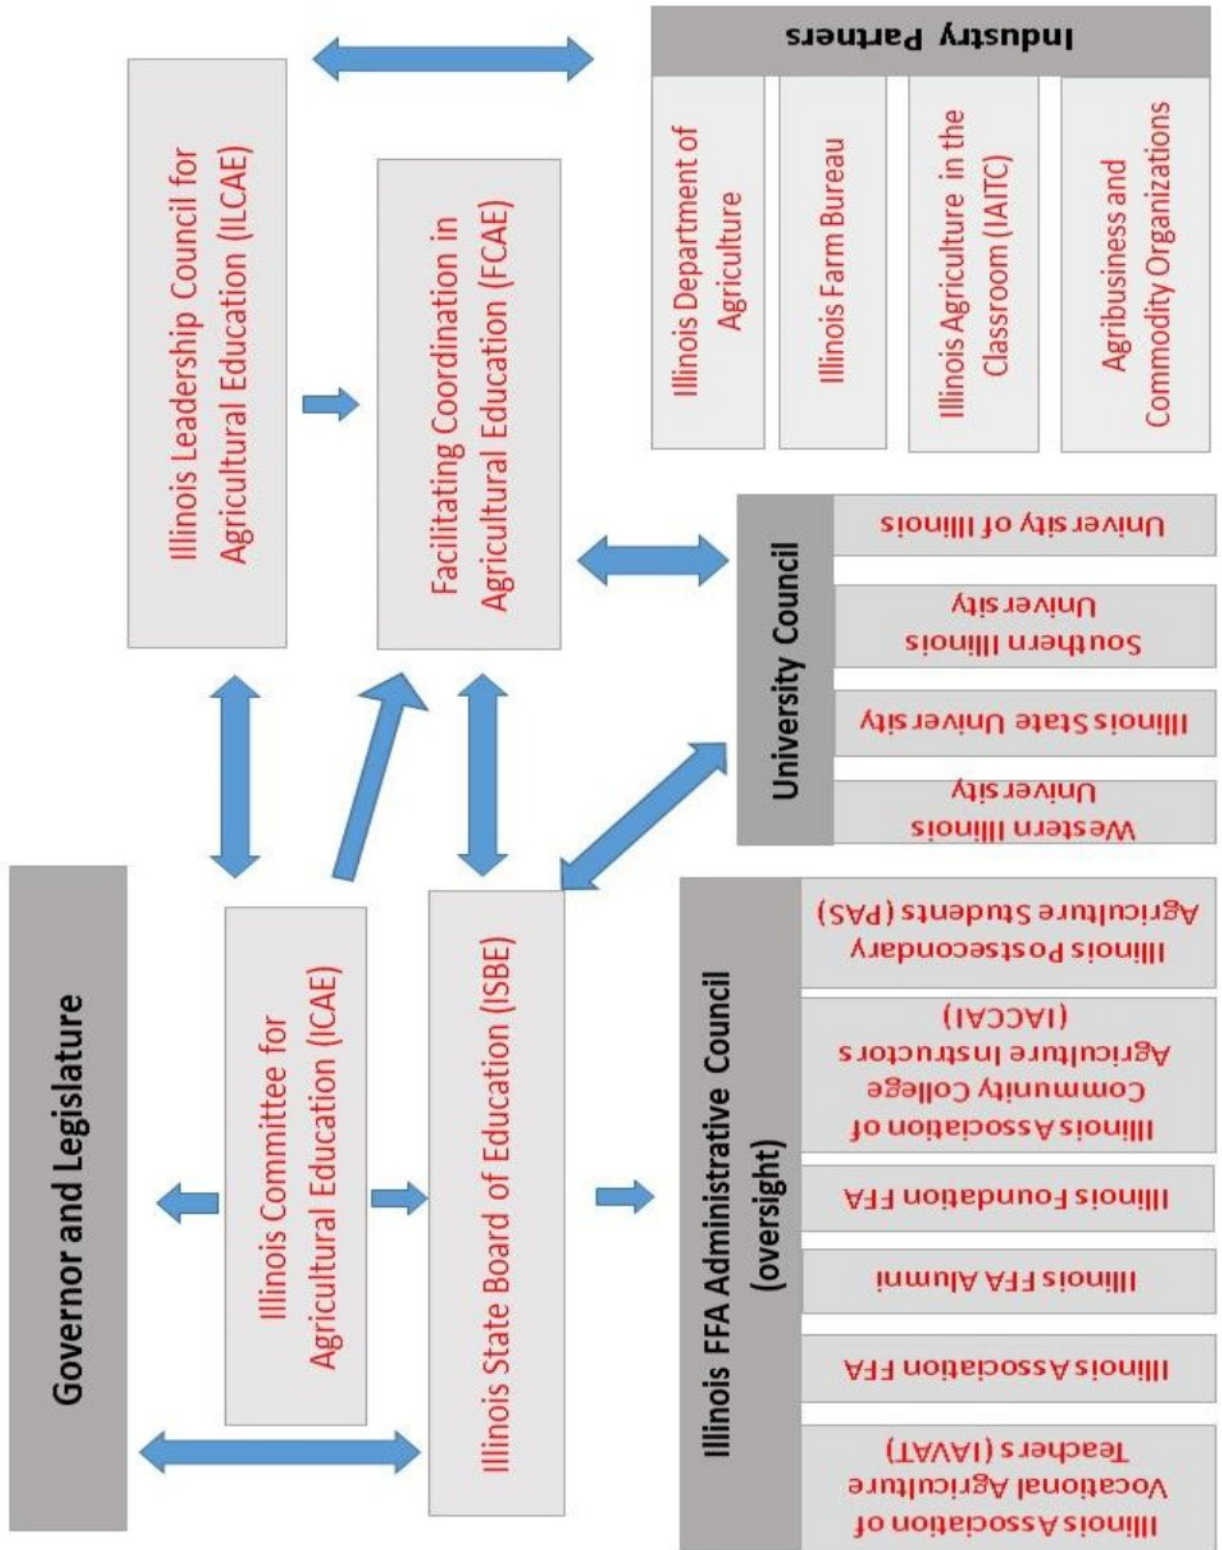 Governor and Legislature
Illinois Committee for
Agricultural Education (ICAE)
Illinois State Board of Education (ISBE)
Illinois Leadership Council for
Agricultural Education (ILCAE)
Facilitating Coordination in
Agricultural Education (FCAE)
Illinois FFA Administrative Council
(oversight)
Illinois Association of
Vocational Agriculture
Teachers (IAVAT)
Illinois Association FFA
Illinois FFA Alumni
Illinois Foundation FFA
Illinois Association of
Community College
Agriculture Instructors
(IACCAI)
Illinois Postsecondary
Agriculture Students (PAS)
University Council
Western Illinois
University
Illinois State University
Southern Illinois
University
University of Illinois
Industry Partners
Illinois Department of
Agriculture
Illinois Farm Bureau
Illinois Agriculture in the
Classroom (IAITC)
Agribusiness and
Commodity Organizations